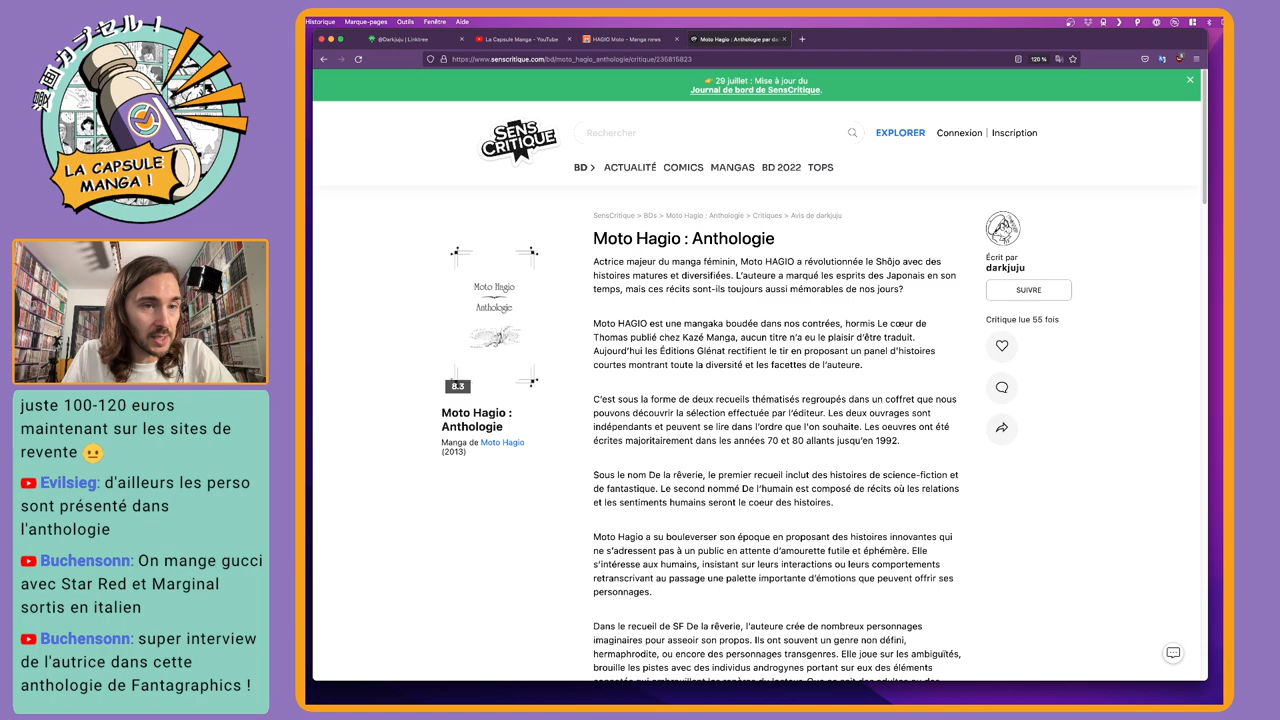 漫画カプセル!
LA CAPSULE
MANGA !
juste 100-120 euros
maintenant sur les sites de
revente 😐
Evilsieg: d'ailleurs les perso
sont présenté dans
l'anthologie
Buchensonn: On mange gucci
avec Star Red et Marginal
sortis en italien
Buchensonn: super interview
de l'autrice dans cette
anthologie de Fantagraphics !
Historique Marque-pages Outils Fenêtre Aide
@Darkjuju | Linktree
La Capsule Manga - YouTube
HAGIO Moto - Manga news
Moto Hagio : Anthologie par da
https://www.senscritique.com/bd/moto_hagio_anthologie/critique/235815823
120 %
👉 29 juillet : Mise à jour du
Journal de bord de SensCritique.
SENS
CRITIQUE
Rechercher
EXPLORER Connexion | Inscription
BD > ACTUALITÉ COMICS MANGAS BD 2022 TOPS
SensCritique > BDs > Moto Hagio : Anthologie > Critiques > Avis de darkjuju
Moto Hagio : Anthologie
Actrice majeur du manga féminin, Moto HAGIO a révolutionnée le Shôjo avec des
histoires matures et diversifiées. L'auteure a marqué les esprits des Japonais en son
temps, mais ces récits sont-ils toujours aussi mémorables de nos jours?
Moto HAGIO est une mangaka boudée dans nos contrées, hormis Le cœur de
Thomas publié chez Kazé Manga, aucun titre n'a eu le plaisir d'être traduit.
Aujourd'hui les Éditions Glénat rectifient le tir en proposant un panel d'histoires
courtes montrant toute la diversité et les facettes de l'auteure.
C'est sous la forme de deux recueils thématisés regroupés dans un coffret que nous
pouvons découvrir la sélection effectuée par l'éditeur. Les deux ouvrages sont
indépendants et peuvent se lire dans l'ordre que l'on souhaite. Les oeuvres ont été
écrites majoritairement dans les années 70 et 80 allants jusqu'en 1992.
Sous le nom De la rêverie, le premier recueil inclut des histoires de science-fiction et
de fantastique. Le second nommé De l'humain est composé de récits où les relations
et les sentiments humains seront le coeur des histoires.
Moto Hagio a su bouleverser son époque en proposant des histoires innovantes qui
ne s'adressent pas à un public en attente d'amourette futile et éphémère. Elle
s'intéresse aux humains, insistant sur leurs interactions ou leurs comportements
retranscrivant au passage une palette importante d'émotions que peuvent offrir ses
personnages.
Dans le recueil de SF De la rêverie, l'auteure crée de nombreux personnages
imaginaires pour asseoir son propos. Ils ont souvent un genre non défini,
hermaphrodite, ou encore des personnages transgenres. Elle joue sur les ambiguïtés,
brouille les pistes avec des individus androgynes portant sur eux des éléments
Moto Hagio
Anthologie
8.3
Moto Hagio :
Anthologie
Manga de Moto Hagio
(2013)
Écrit par
darkjuju
SUIVRE
Critique lue 55 fois